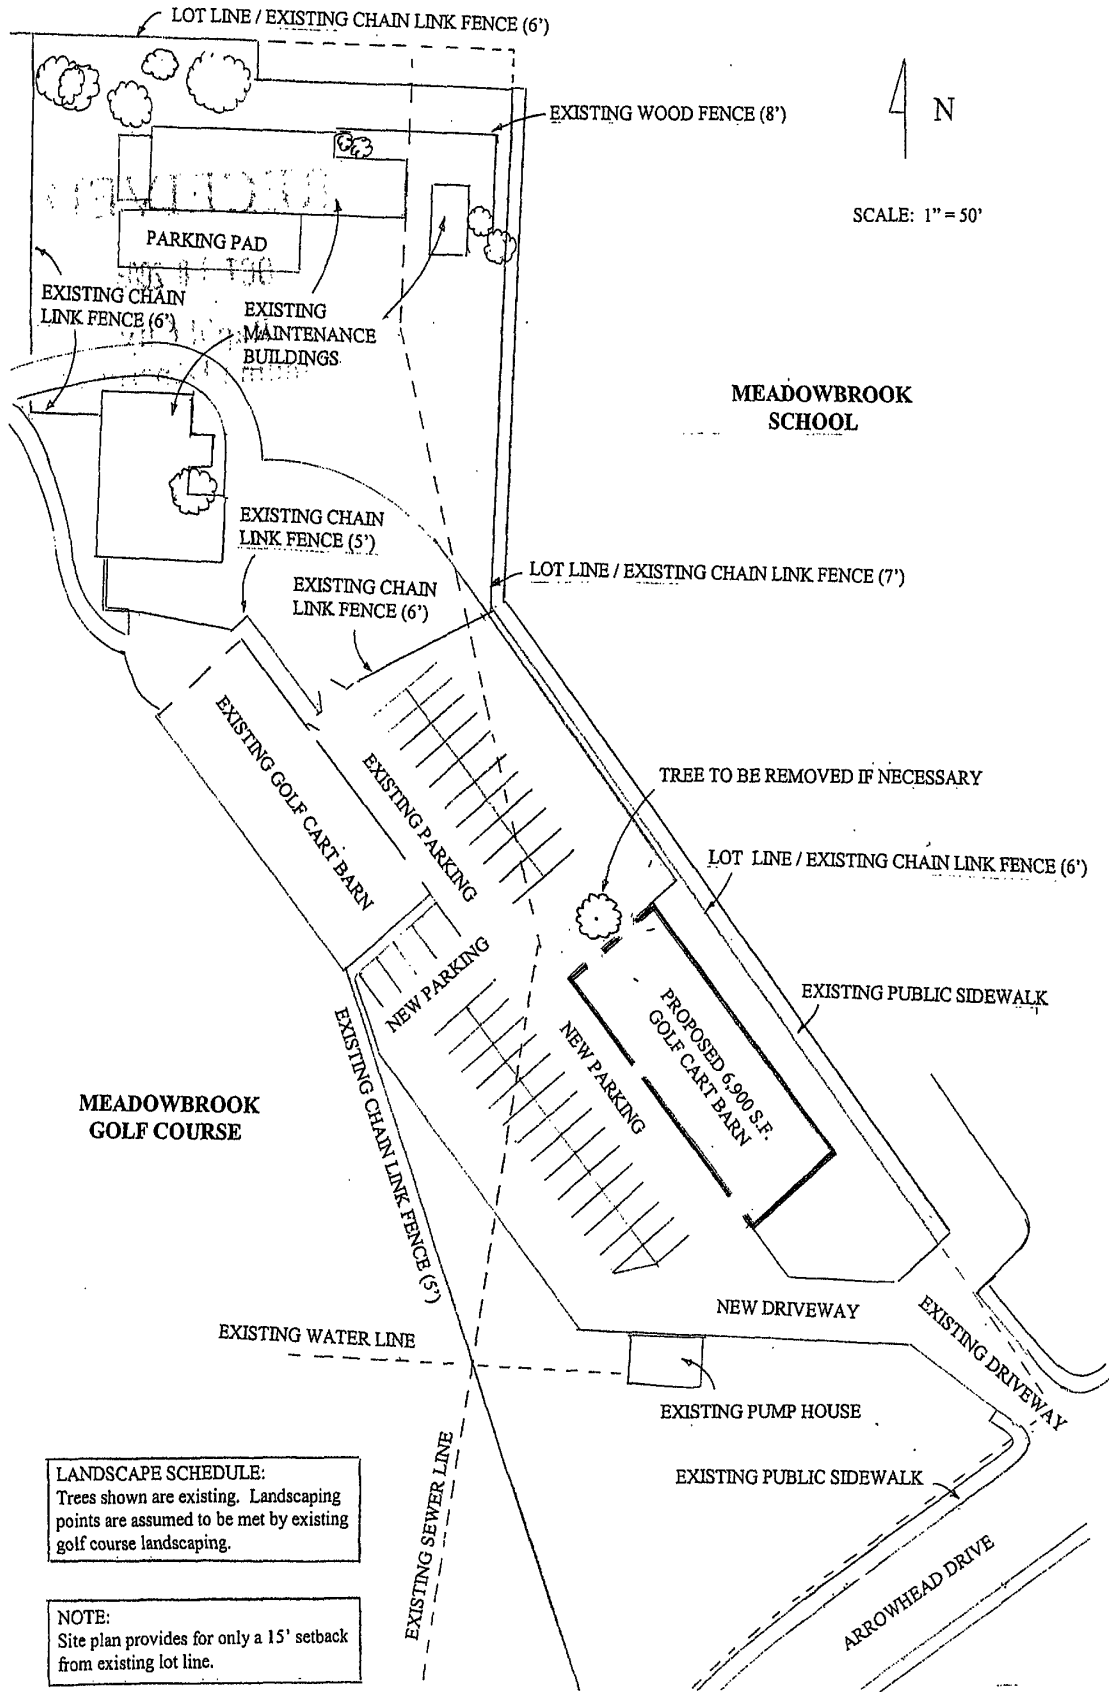 LOT LINE / EXISTING CHAIN LINK FENCE (6')
EXISTING WOOD FENCE (8')
N
SCALE: 1" = 50'
PARKING PAD
EXISTING CHAIN
LINK FENCE (6')
EXISTING
MAINTENANCE
BUILDINGS
MEADOWBROOK
SCHOOL
EXISTING CHAIN
LINK FENCE (5')
EXISTING CHAIN
LINK FENCE (6')
LOT LINE / EXISTING CHAIN LINK FENCE (7')
EXISTING GOLF CART BARN
EXISTING PARKING
TREE TO BE REMOVED IF NECESSARY
LOT LINE / EXISTING CHAIN LINK FENCE (6')
NEW PARKING
EXISTING PUBLIC SIDEWALK
PROPOSED 6,900 S.F.
GOLF CART BARN
NEW PARKING
EXISTING CHAIN LINK FENCE (5')
MEADOWBROOK
GOLF COURSE
NEW DRIVEWAY
EXISTING DRIVEWAY
EXISTING WATER LINE
EXISTING PUMP HOUSE
EXISTING PUBLIC SIDEWALK
EXISTING SEWER LINE
ARROWHEAD DRIVE
LANDSCAPE SCHEDULE:
Trees shown are existing. Landscaping
points are assumed to be met by existing
golf course landscaping.
NOTE:
Site plan provides for only a 15' setback
from existing lot line.